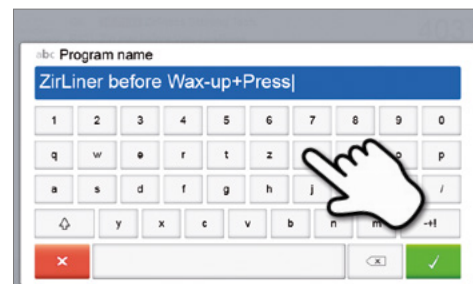 abc Program name
ZirLiner before Wax-up+Press
1 2 3 4 5 6 7 8 9 0
q w e r t z o p
a s d f g h j /
y x c v b n m -+!